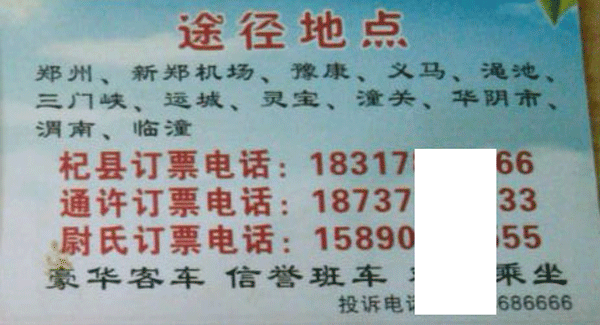 途径地点
郑州、新郑机场、豫康、义马、渑池、
三门峡、运城、灵宝、潼关、华阴市、
渭南、临潼
杞县订票电话：18317 66
通许订票电话：18737 33
尉氏订票电话：15890 555
豪华客车 信誉班车 乘坐
投诉电话 686666